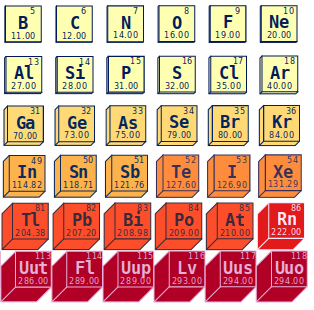 5 6 7 8 9 10
B C N O F Ne
11.00 12.00 14.00 16.00 19.00 20.00
13 14 15 16 17 18
Al Si P S Cl Ar
27.00 28.00 31.00 32.00 35.00 40.00
31 32 33 34 35 36
Ga Ge As Se Br Kr
70.00 73.00 75.00 79.00 80.00 84.00
49 50 51 52 53 54
In Sn Sb Te I Xe
114.82 118.71 121.76 127.60 126.90 131.29
81 82 83 84 85 86
Tl Pb Bi Po At Rn
204.38 207.20 208.98 209.00 210.00 222.00
113 114 115 116 117 118
Uut Fl Uup Lv Uus Uuo
286.00 289.00 289.00 293.00 294.00 294.00